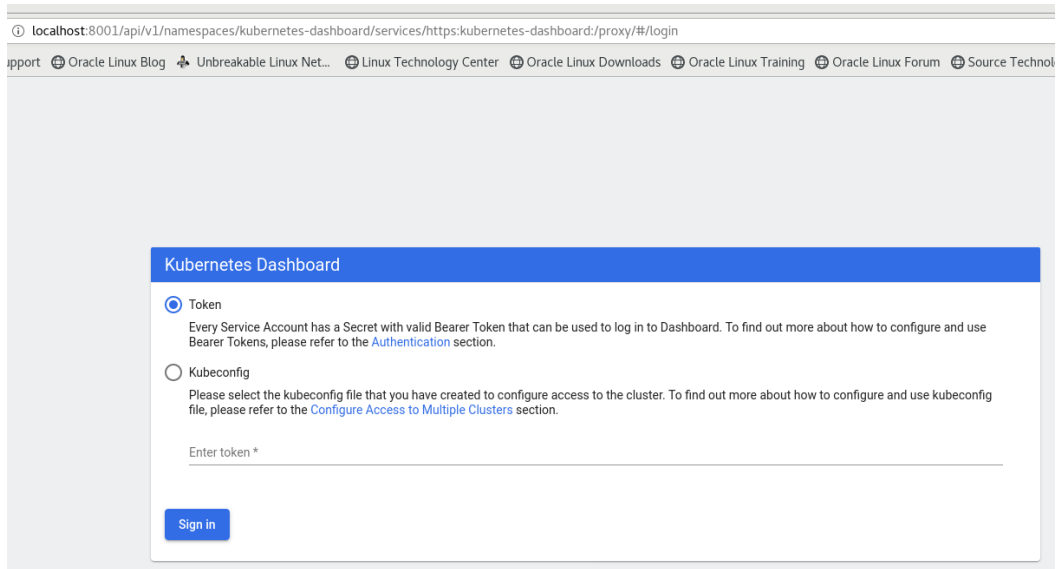 localhost:8001/api/v1/namespaces/kubernetes-dashboard/services/https:kubernetes-dashboard:/proxy/#/login
upport Oracle Linux Blog Unbreakable Linux Net... Linux Technology Center Oracle Linux Downloads Oracle Linux Training Oracle Linux Forum Source Technol
Kubernetes Dashboard
Token
Every Service Account has a Secret with valid Bearer Token that can be used to log in to Dashboard. To find out more about how to configure and use
Bearer Tokens, please refer to the Authentication section.
Kubeconfig
Please select the kubeconfig file that you have created to configure access to the cluster. To find out more about how to configure and use kubeconfig
file, please refer to the Configure Access to Multiple Clusters section.
Enter token *
Sign in